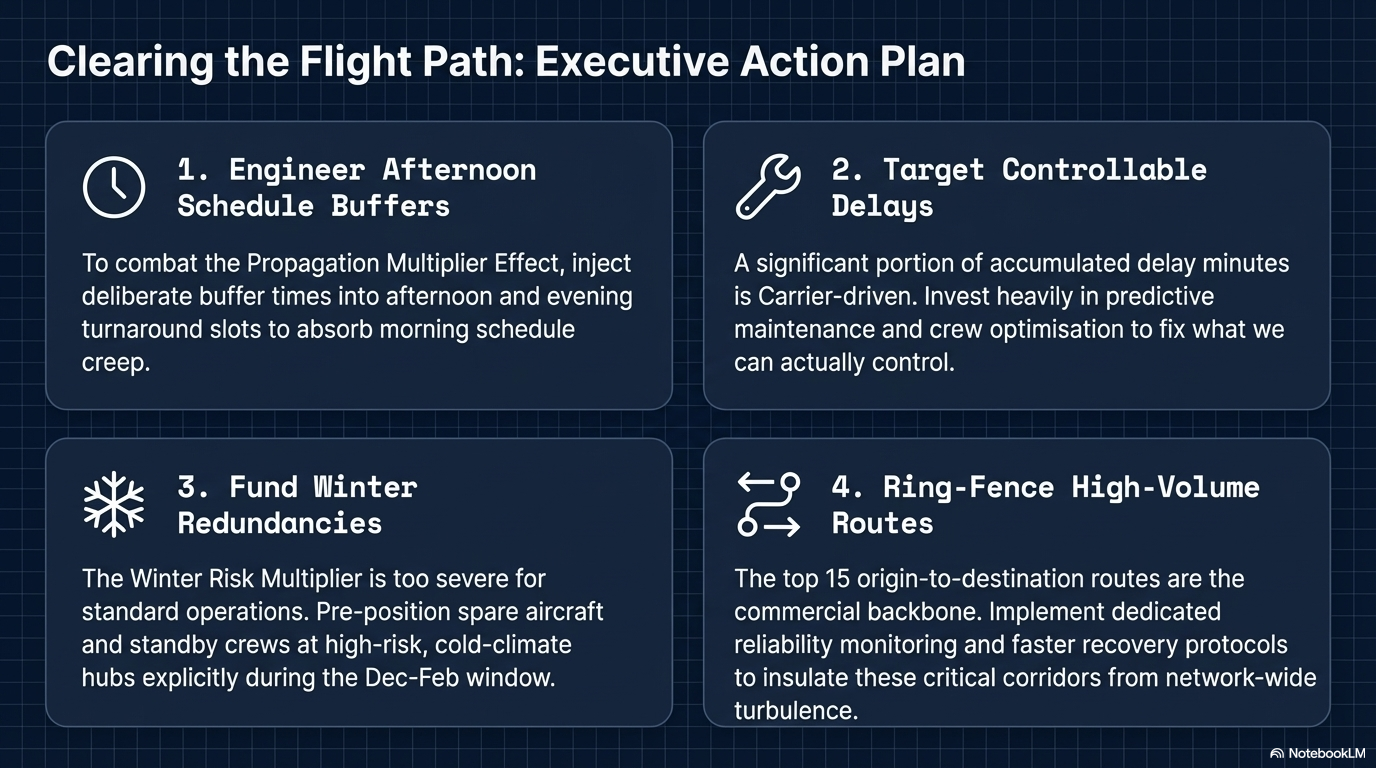 Clearing the Flight Path: Executive Action Plan
1. Engineer Afternoon
Schedule Buffers
To combat the Propagation Multiplier Effect, inject
deliberate buffer times into afternoon and evening
turnaround slots to absorb morning schedule
creep.
2. Target Controllable
Delays
A significant portion of accumulated delay minutes
is Carrier-driven. Invest heavily in predictive
maintenance and crew optimisation to fix what we
can actually control.
3. Fund Winter
Redundancies
The Winter Risk Multiplier is too severe for
standard operations. Pre-position spare aircraft
and standby crews at high-risk, cold-climate
hubs explicitly during the Dec-Feb window.
4. Ring-Fence High-Volume
Routes
The top 15 origin-to-destination routes are the
commercial backbone. Implement dedicated
reliability monitoring and faster recovery protocols
to insulate these critical corridors from network-wide
turbulence.
NotebookLM